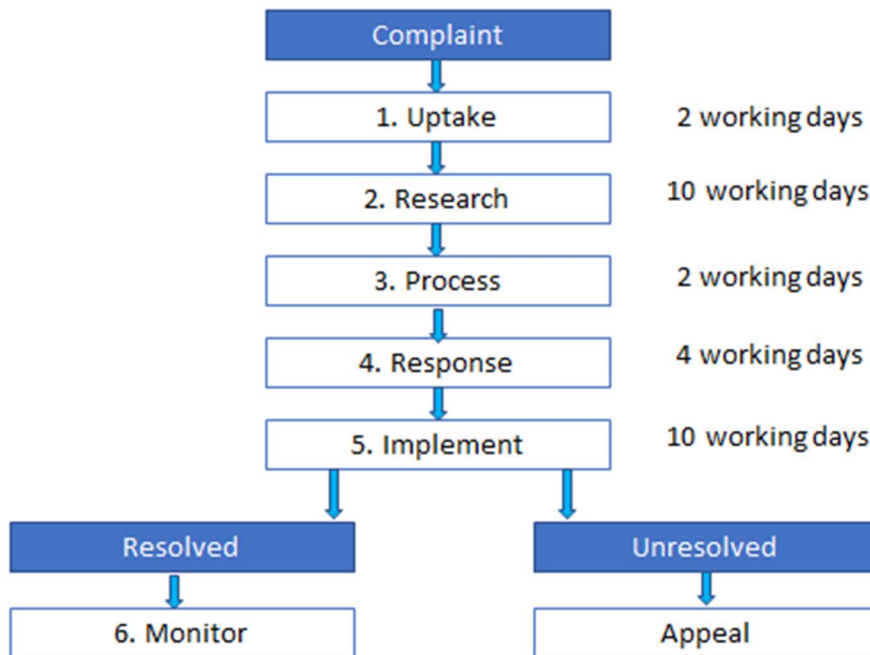 Complaint
1. Uptake 2 working days
2. Research 10 working days
3. Process 2 working days
4. Response 4 working days
5. Implement 10 working days
Resolved Unresolved
6. Monitor Appeal